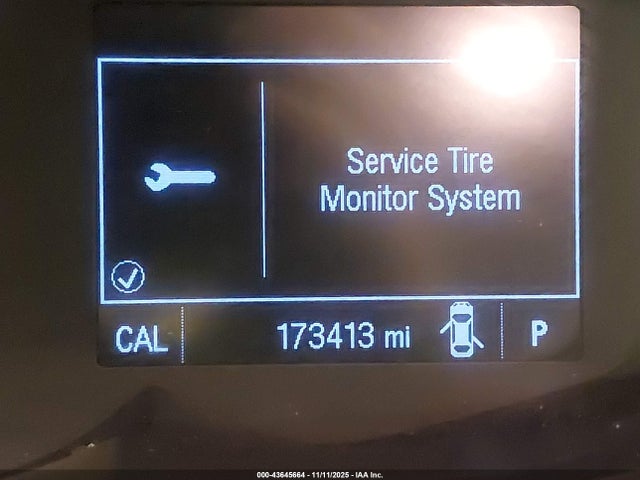 Service Tire
Monitor System
CAL
173413 mi
P
000-43645664 - 11/11/2025 - IAA Inc.